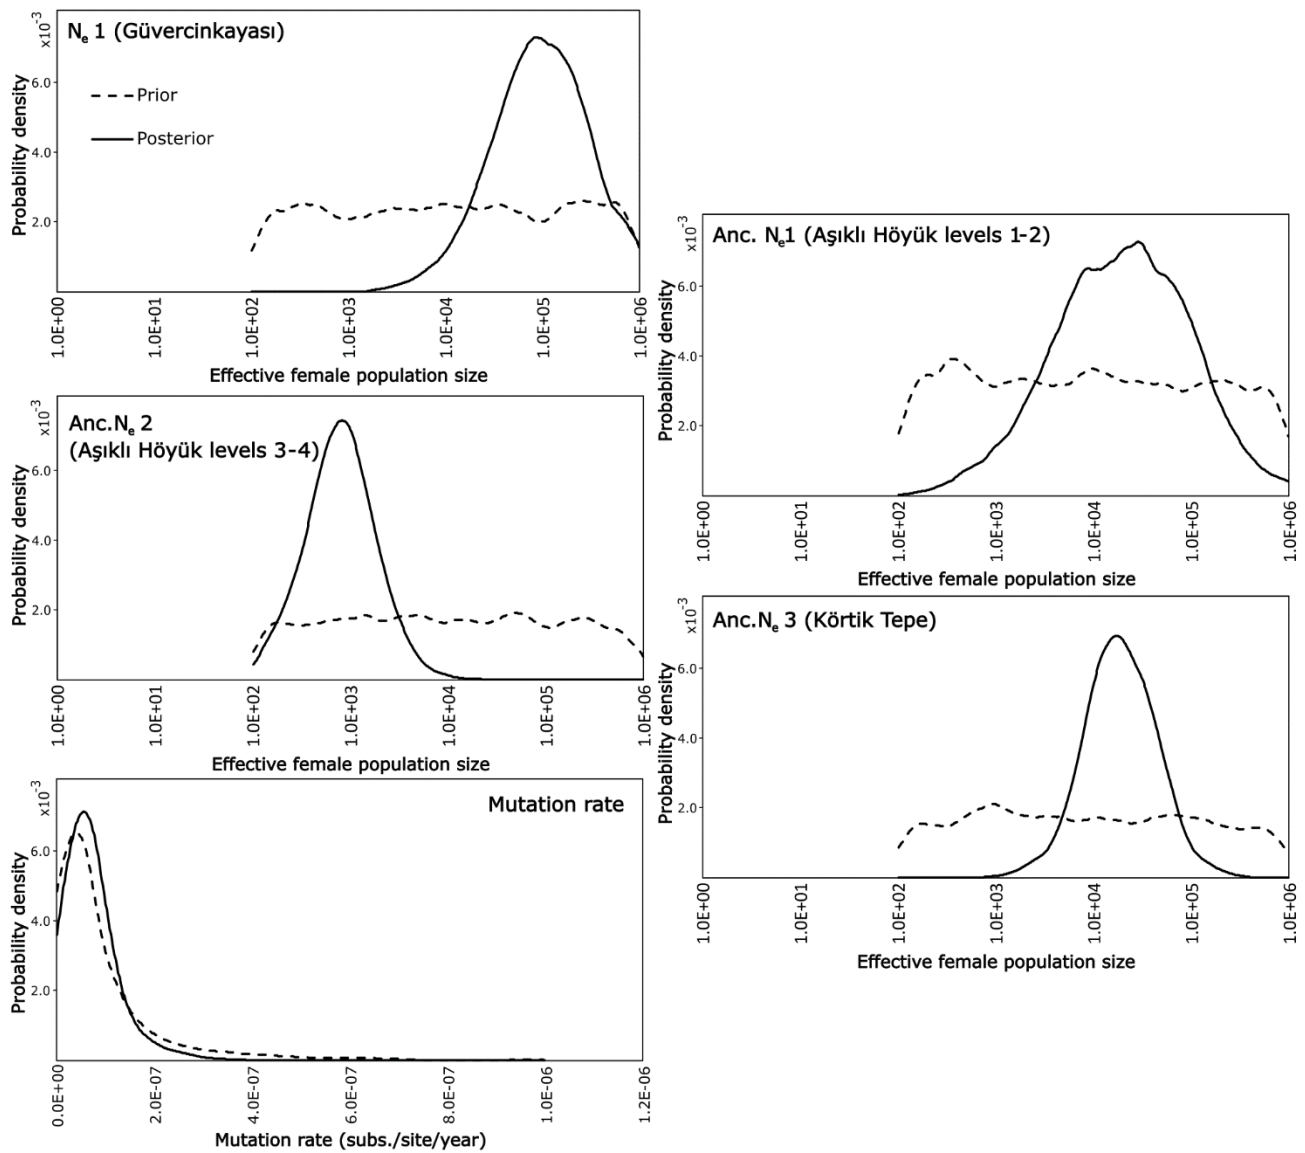 Nₑ 1 (Güvercinkayası)
x10⁻³
6.0
4.0
2.0
Probability density
Prior
Posterior
1.0E+00
1.0E+01
1.0E+02
1.0E+03
1.0E+04
1.0E+05
1.0E+06
Effective female population size
Anc. Nₑ1 (Aşıklı Höyük levels 1-2)
x10⁻³
6.0
4.0
2.0
Probability density
1.0E+00
1.0E+01
1.0E+02
1.0E+03
1.0E+04
1.0E+05
1.0E+06
Effective female population size
Anc.Nₑ 2
(Aşıklı Höyük levels 3-4)
x10⁻³
6.0
4.0
2.0
Probability density
1.0E+00
1.0E+01
1.0E+02
1.0E+03
1.0E+04
1.0E+05
1.0E+06
Effective female population size
Anc.Nₑ 3 (Körtik Tepe)
x10⁻³
6.0
4.0
2.0
Probability density
1.0E+00
1.0E+01
1.0E+02
1.0E+03
1.0E+04
1.0E+05
1.0E+06
Effective female population size
Mutation rate
x10⁻³
6.0
4.0
2.0
Probability density
0.0E+00
2.0E-07
4.0E-07
6.0E-07
8.0E-07
1.0E-06
1.2E-06
Mutation rate (subs./site/year)